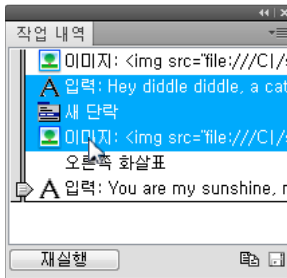 작업 내역
이미지: <img src="file:///C|/
입력: Hey diddle diddle, a cat
새 단락
이미지: <img src="file:///C|/
오른쪽 화살표
입력: You are my sunshine,
재실행